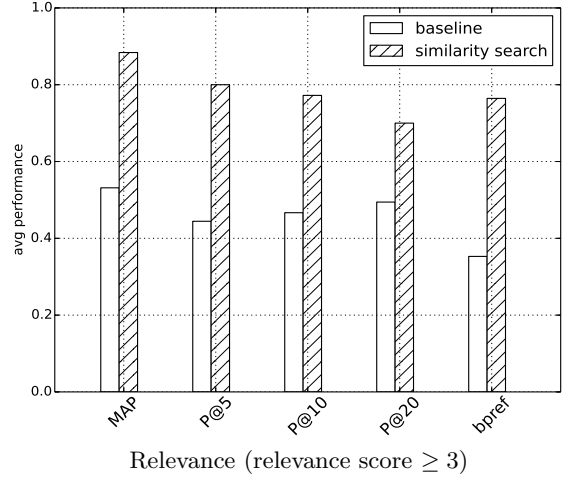 1.0
0.8
0.6
0.4
0.2
0.0
avg performance
baseline
similarity search
MAP
P@5
P@10
P@20
bpref
Relevance (relevance score ≥ 3)